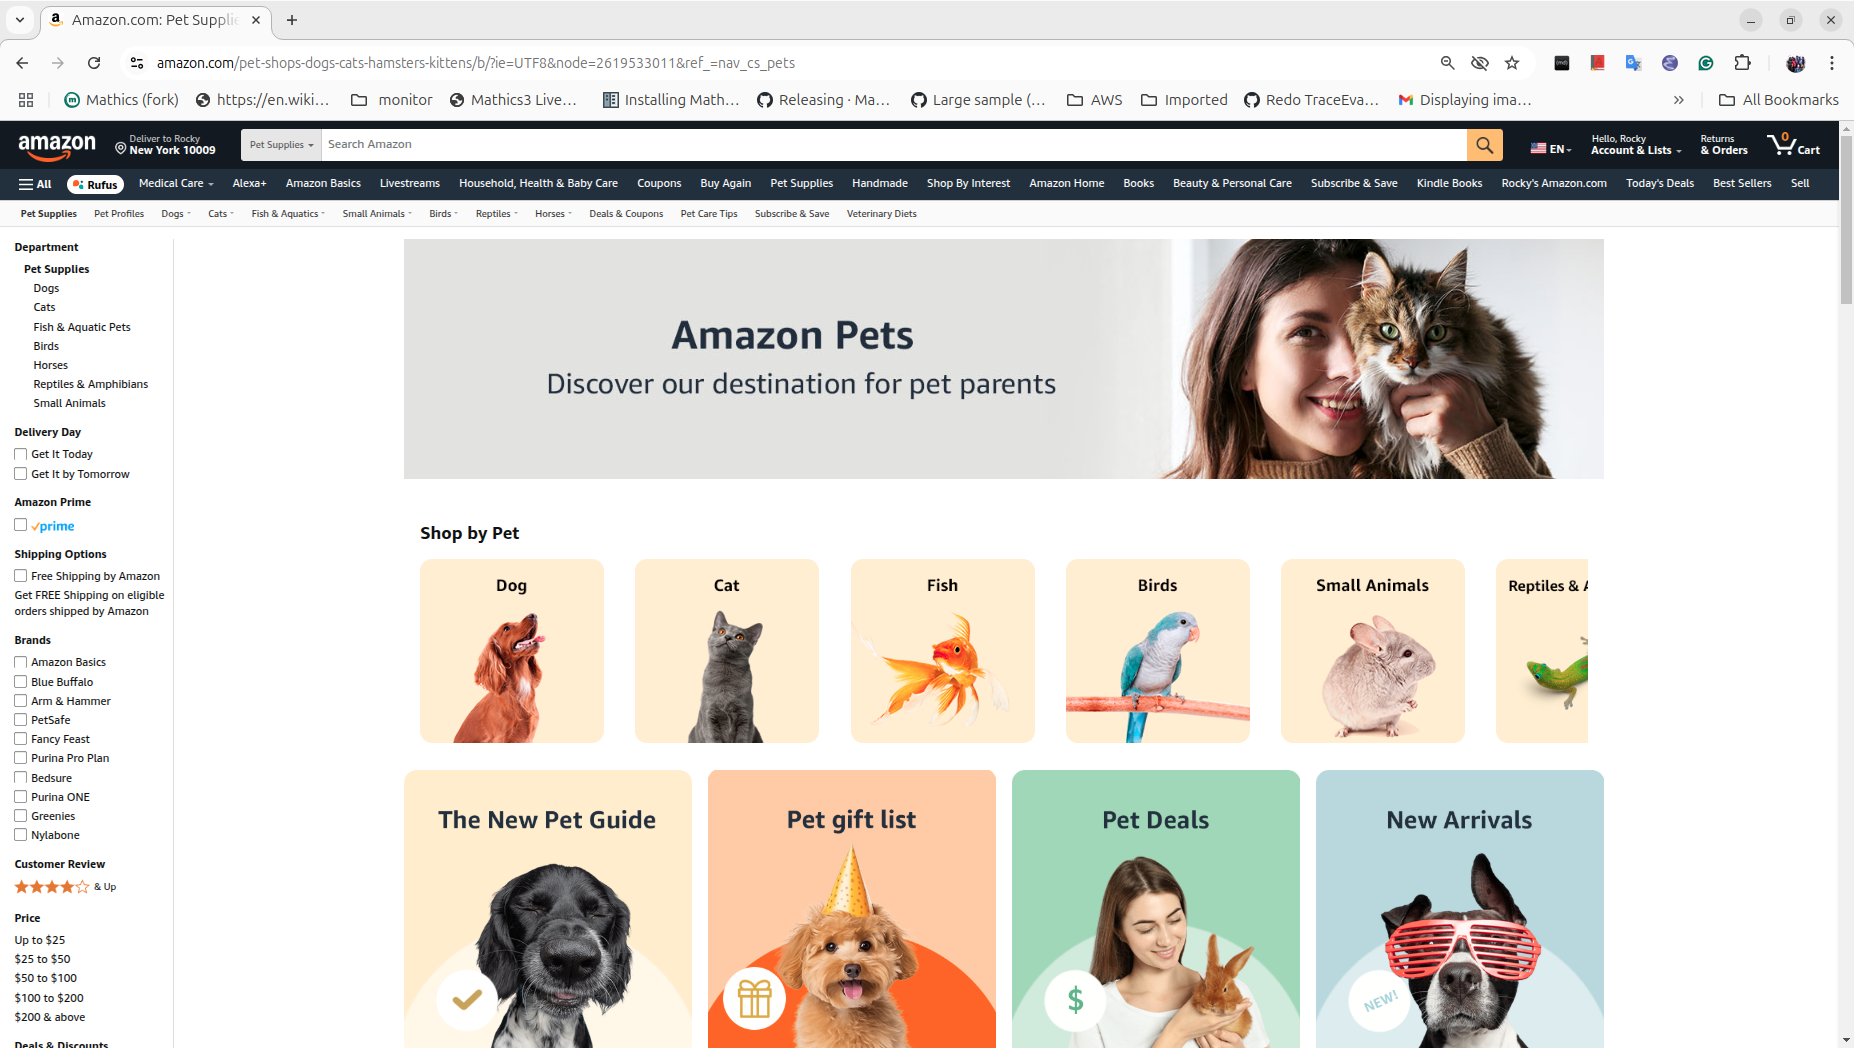 Amazon.com: Pet Supplie
amazon.com/pet-shops-dogs-cats-hamsters-kittens/b/?ie=UTF8&node=2619533011&ref_=nav_cs_pets
Mathics (fork) https://en.wiki… monitor Mathics3 Live… Installing Math… Releasing · Ma… Large sample (… AWS Imported Redo TraceEva… Displaying ima… » All Bookmarks
amazon
Deliver to Rocky
New York 10009
Pet Supplies
Search Amazon
EN
Hello, Rocky
Account & Lists
Returns
& Orders
0
Cart
All Rufus Medical Care Alexa+ Amazon Basics Livestreams Household, Health & Baby Care Coupons Buy Again Pet Supplies Handmade Shop By Interest Amazon Home Books Beauty & Personal Care Subscribe & Save Kindle Books Rocky's Amazon.com Today's Deals Best Sellers Sell
Pet Supplies Pet Profiles Dogs Cats Fish & Aquatics Small Animals Birds Reptiles Horses Deals & Coupons Pet Care Tips Subscribe & Save Veterinary Diets
Department
Pet Supplies
Dogs
Cats
Fish & Aquatic Pets
Birds
Horses
Reptiles & Amphibians
Small Animals
Delivery Day
Get It Today
Get It by Tomorrow
Amazon Prime
prime
Shipping Options
Free Shipping by Amazon
Get FREE Shipping on eligible
orders shipped by Amazon
Brands
Amazon Basics
Blue Buffalo
Arm & Hammer
PetSafe
Fancy Feast
Purina Pro Plan
Bedsure
Purina ONE
Greenies
Nylabone
Customer Review
& Up
Price
Up to $25
$25 to $50
$50 to $100
$100 to $200
$200 & above
Deals & Discounts
Amazon Pets
Discover our destination for pet parents
Shop by Pet
Dog Cat Fish Birds Small Animals Reptiles & A
The New Pet Guide Pet gift list Pet Deals New Arrivals
$
NEW!